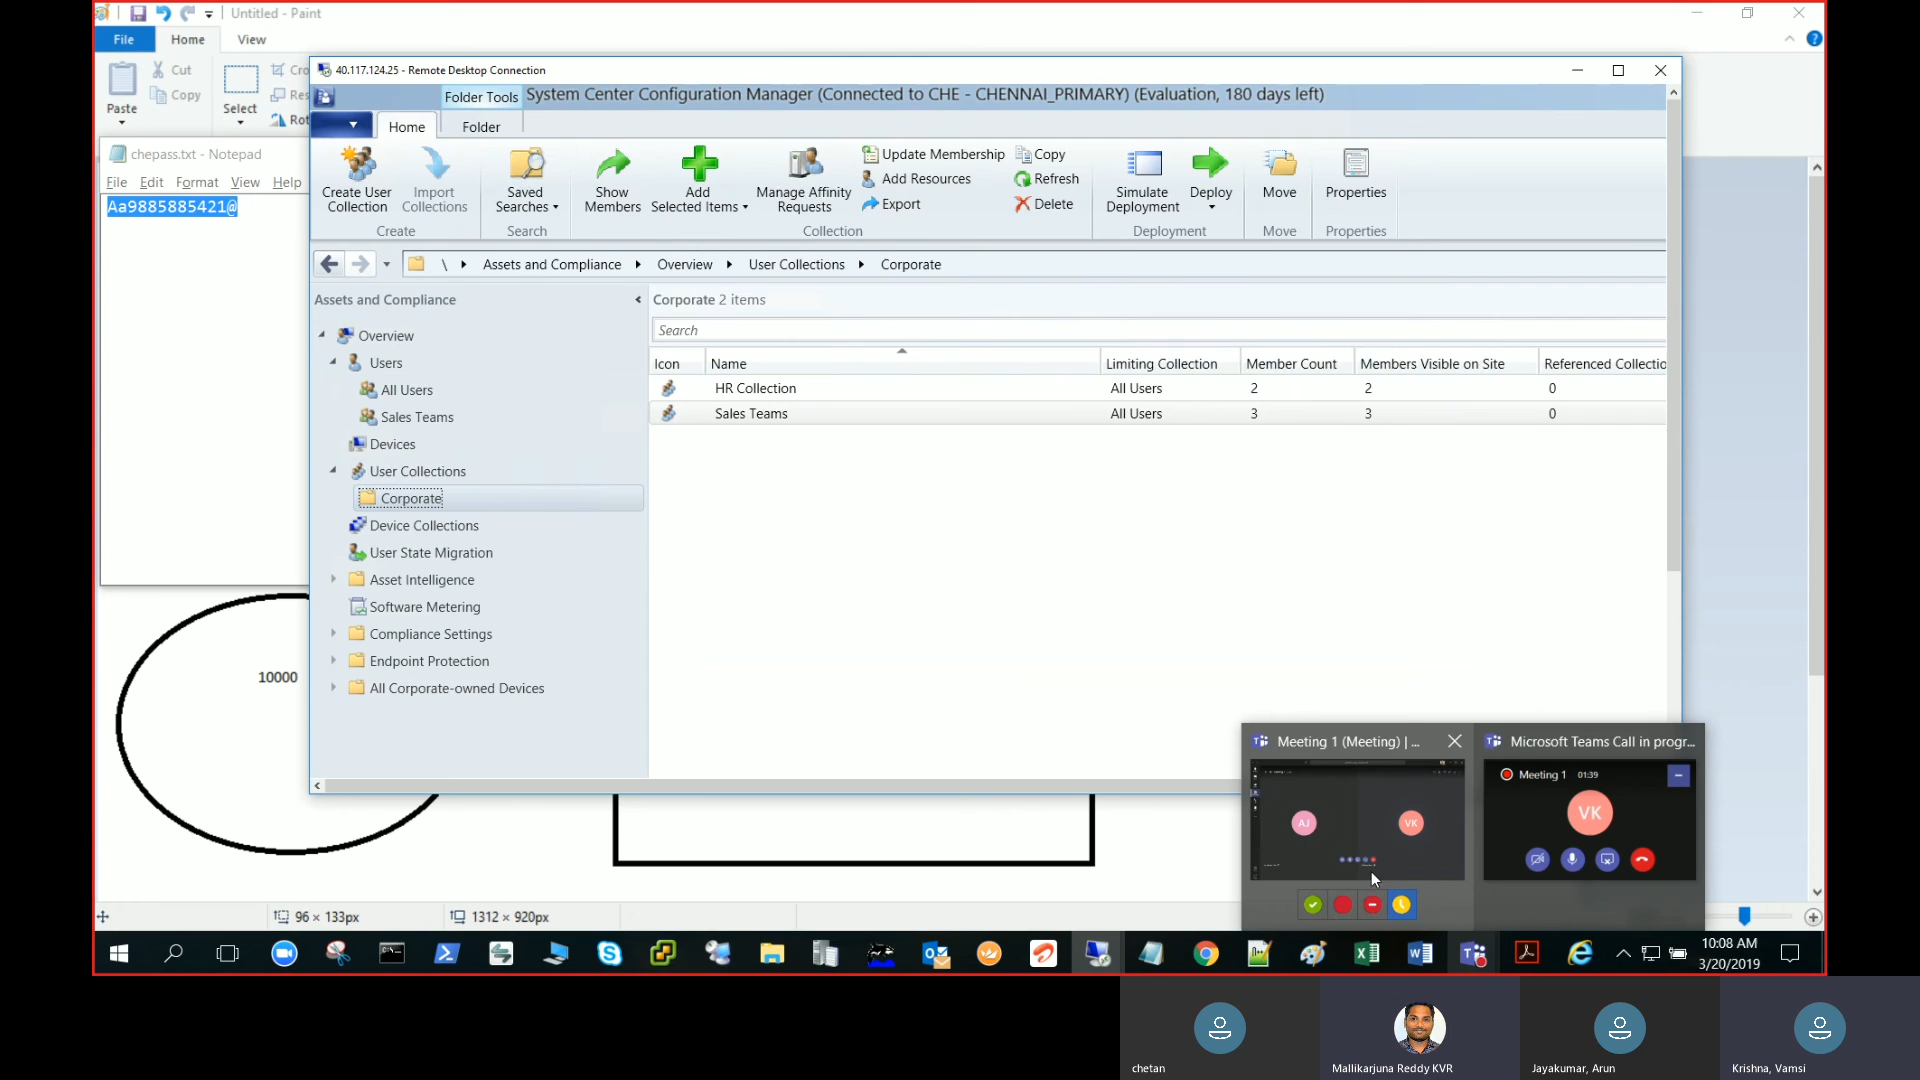 Untitled - Paint
File Home View
Paste
Cut
Copy
Select
Cro
Res
Rot
chepass.txt - Notepad
File Edit Format View Help
Aa9885885421@
10000
40.117.124.25 - Remote Desktop Connection
Folder Tools System Center Configuration Manager (Connected to CHE - CHENNAI_PRIMARY) (Evaluation, 180 days left)
Home Folder
Create User Collection
Import Collections
Create
Saved Searches
Search
Show Members
Add Selected Items
Manage Affinity Requests
Update Membership
Add Resources
Export
Copy
Refresh
Delete
Collection
Simulate Deployment
Deploy
Deployment
Move
Move
Properties
Properties
\ Assets and Compliance Overview User Collections Corporate
Assets and Compliance
Overview
Users
All Users
Sales Teams
Devices
User Collections
Corporate
Device Collections
User State Migration
Asset Intelligence
Software Metering
Compliance Settings
Endpoint Protection
All Corporate-owned Devices
Corporate 2 items
Search
Icon Name Limiting Collection Member Count Members Visible on Site Referenced Collectio
HR Collection All Users 2 2 0
Sales Teams All Users 3 3 0
Meeting 1 (Meeting) | ...
AJ VK
Microsoft Teams Call in progr...
Meeting 1 01:39
VK
96 × 133px
1312 × 920px
10:08 AM
3/20/2019
chetan
Mallikarjuna Reddy KVR
Jayakumar, Arun
Krishna, Vamsi